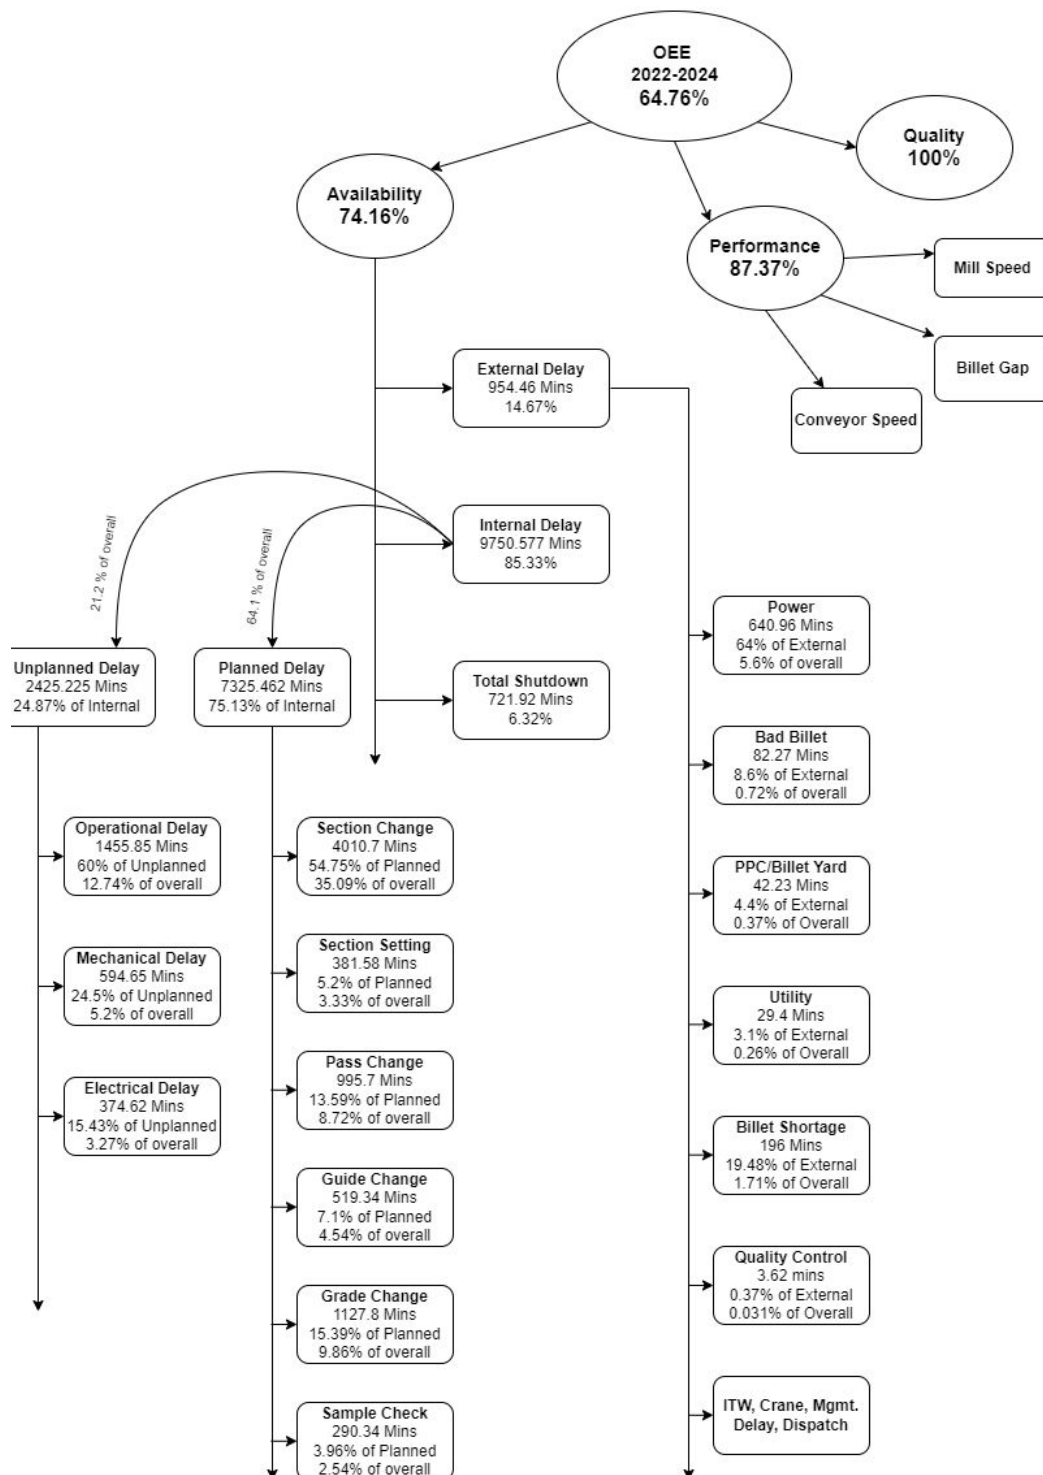 OEE
2022-2024
64.76%
Quality
100%
Availability
74.16%
Performance
87.37%
Mill Speed
Billet Gap
Conveyor Speed
External Delay
954.46 Mins
14.67%
Internal Delay
9750.577 Mins
85.33%
21.2 % of overall
64.1 % of overall
Total Shutdown
721.92 Mins
6.32%
Unplanned Delay
2425.225 Mins
24.87% of Internal
Planned Delay
7325.462 Mins
75.13% of Internal
Operational Delay
1455.85 Mins
60% of Unplanned
12.74% of overall
Mechanical Delay
594.65 Mins
24.5% of Unplanned
5.2% of overall
Electrical Delay
374.62 Mins
15.43% of Unplanned
3.27% of overall
Section Change
4010.7 Mins
54.75% of Planned
35.09% of overall
Section Setting
381.58 Mins
5.2% of Planned
3.33% of overall
Pass Change
995.7 Mins
13.59% of Planned
8.72% of overall
Guide Change
519.34 Mins
7.1% of Planned
4.54% of overall
Grade Change
1127.8 Mins
15.39% of Planned
9.86% of overall
Sample Check
290.34 Mins
3.96% of Planned
2.54% of overall
Power
640.96 Mins
64% of External
5.6% of overall
Bad Billet
82.27 Mins
8.6% of External
0.72% of overall
PPC/Billet Yard
42.23 Mins
4.4% of External
0.37% of Overall
Utility
29.4 Mins
3.1% of External
0.26% of Overall
Billet Shortage
196 Mins
19.48% of External
1.71% of Overall
Quality Control
3.62 mins
0.37% of External
0.031% of Overall
ITW, Crane, Mgmt.
Delay, Dispatch